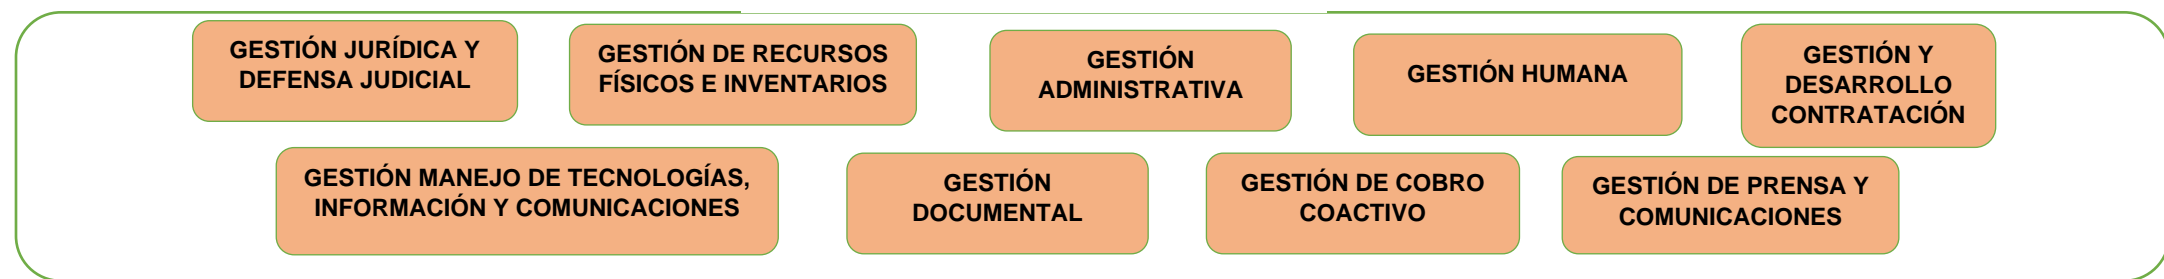 GESTIÓN JURÍDICA Y
DEFENSA JUDICIAL
GESTIÓN DE RECURSOS
FÍSICOS E INVENTARIOS
GESTIÓN
ADMINISTRATIVA
GESTIÓN HUMANA
GESTIÓN Y
DESARROLLO
CONTRATACIÓN
GESTIÓN MANEJO DE TECNOLOGÍAS,
INFORMACIÓN Y COMUNICACIONES
GESTIÓN
DOCUMENTAL
GESTIÓN DE COBRO
COACTIVO
GESTIÓN DE PRENSA Y
COMUNICACIONES